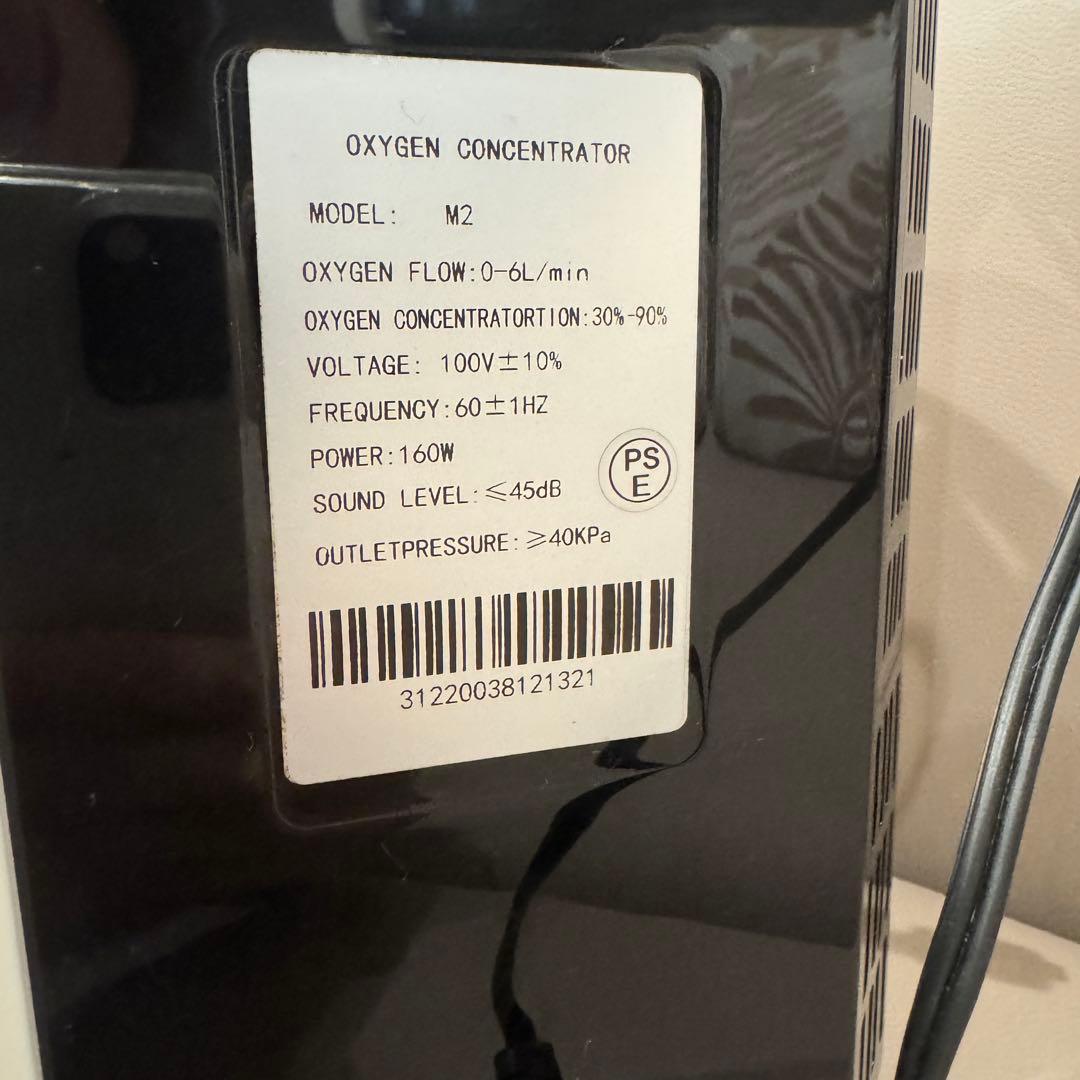 OXYGEN CONCENTRATOR
MODEL: M2
OXYGEN FLOW:0-6L/min
OXYGEN CONCENTRATORTION:30%-90%
VOLTAGE: 100V±10%
FREQUENCY:60±1HZ
POWER:160W
SOUND LEVEL:≤45dB
PS
E
OUTLETPRESSURE:≥40KPa
31220038121321